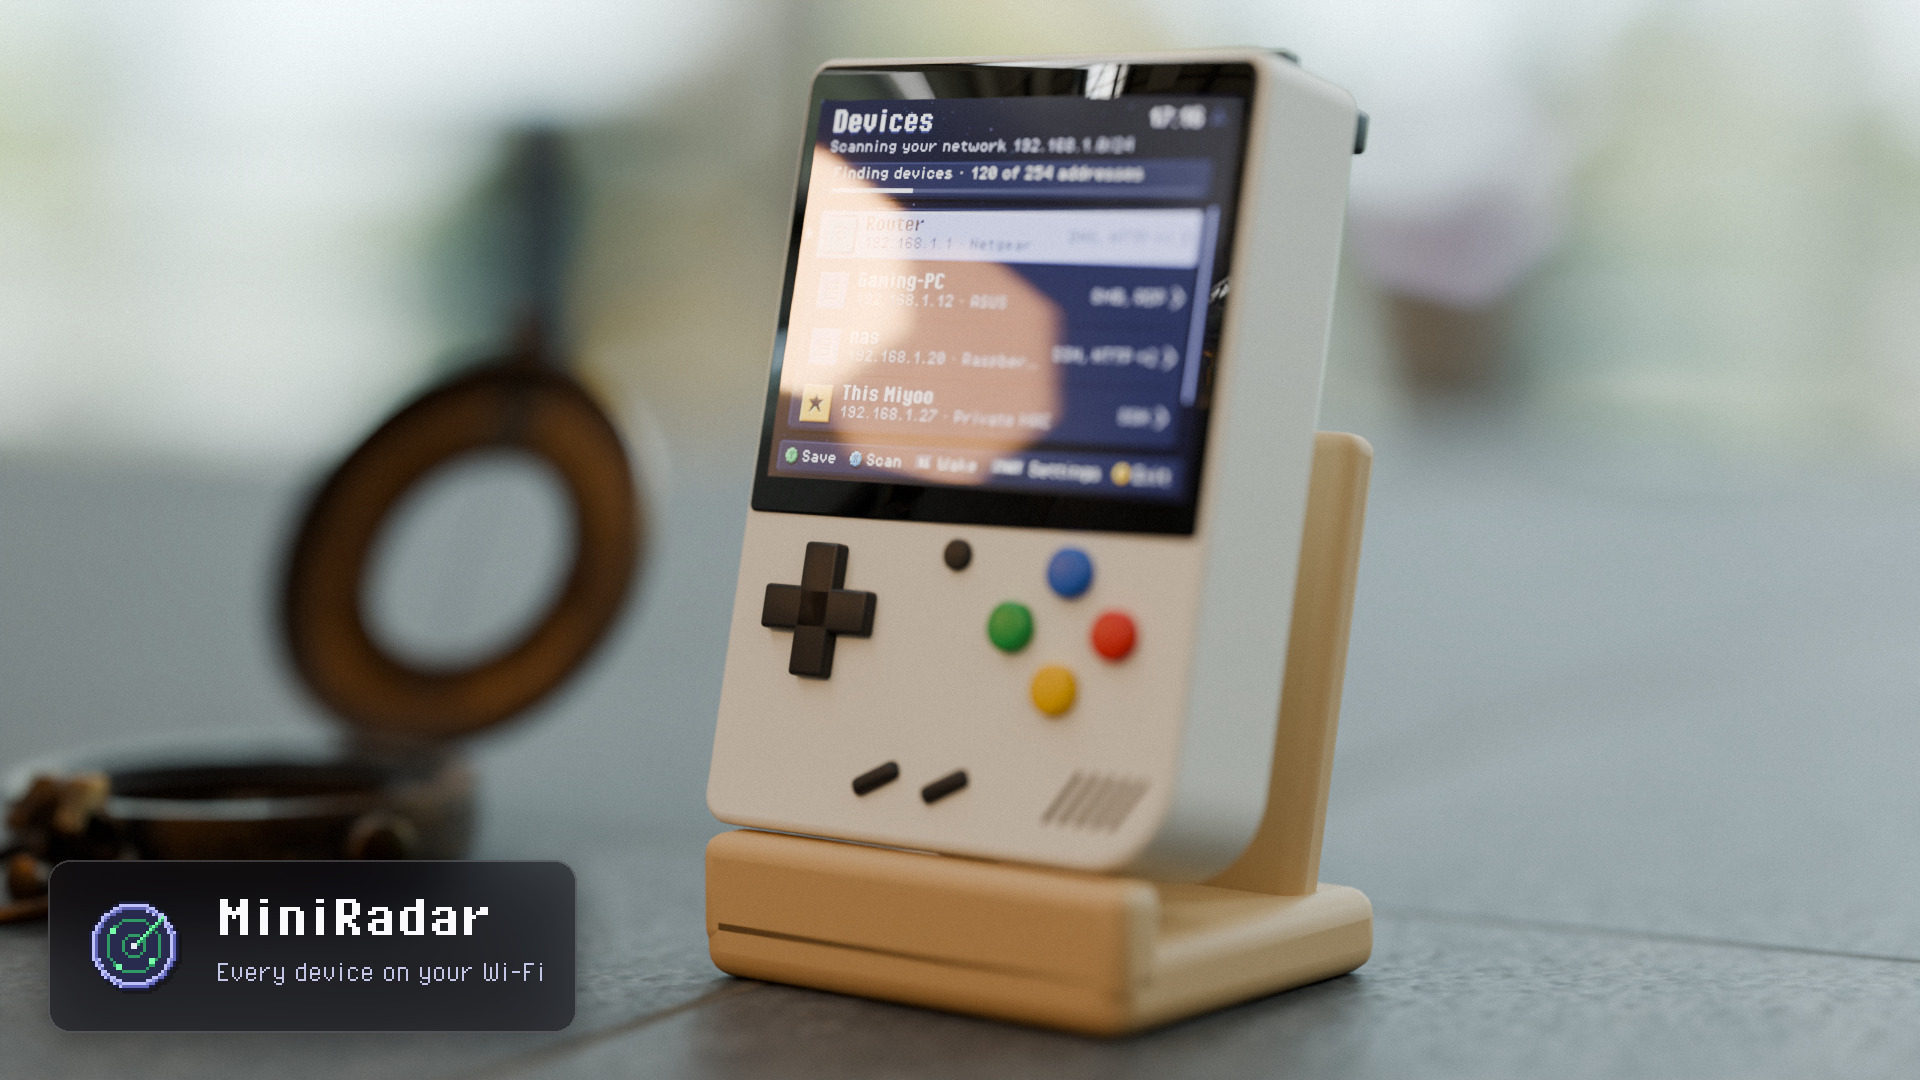 Devices
Scanning your network 192.168.1.0/24
Finding devices · 120 of 254 addresses
Router
192.168.1.1 · Netgear
Gaming-PC
192.168.1.12 · ASUS
nas
192.168.1.20 · Raspber…
This Miyoo
192.168.1.27 · Private MAC
Save Scan Wake Settings Exit
MiniRadar
Every device on your Wi-Fi